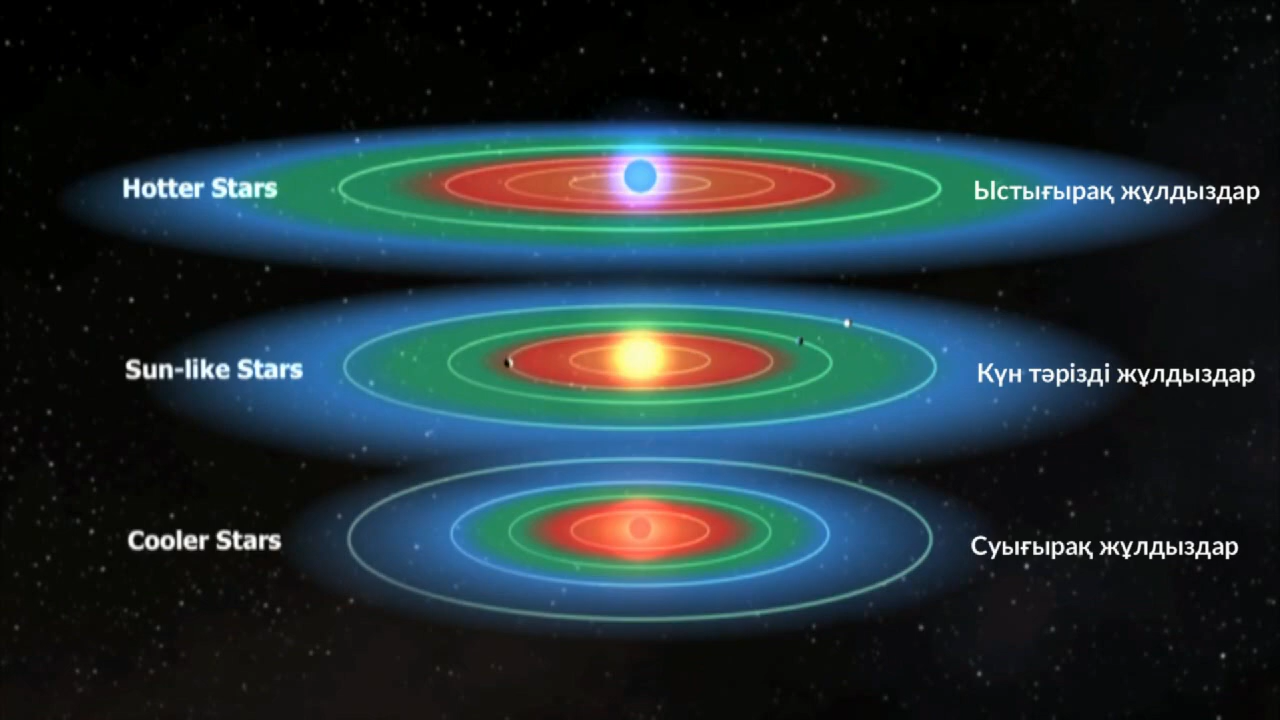 Hotter Stars
Ыстығырақ жұлдыздар
Sun-like Stars
Күн тәрізді жұлдыздар
Cooler Stars
Суығырақ жұлдыздар